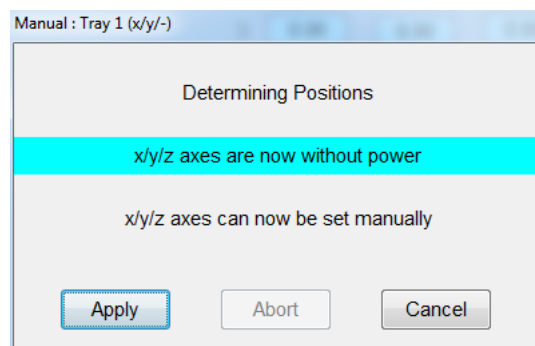 Manual : Tray 1 (x/y/-)
Determining Positions
x/y/z axes are now without power
x/y/z axes can now be set manually
Apply Abort Cancel